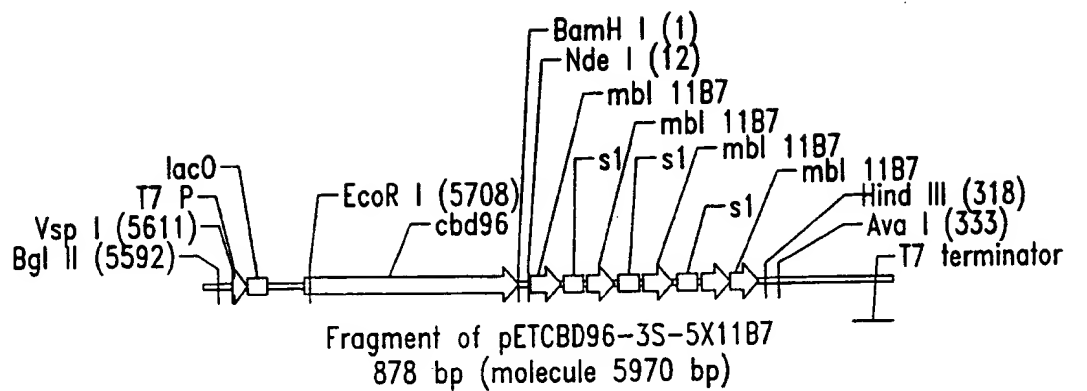 BamH I (1)
Nde I (12)
mbl 11B7
mbl 11B7
s1
s1
mbl 11B7
mbl 11B7
lacO
T7 P
EcoR I (5708)
Hind III (318)
s1
Vsp I (5611)
cbd96
Ava I (333)
Bgl II (5592)
T7 terminator
Fragment of pETCBD96-3S-5X11B7
878 bp (molecule 5970 bp)